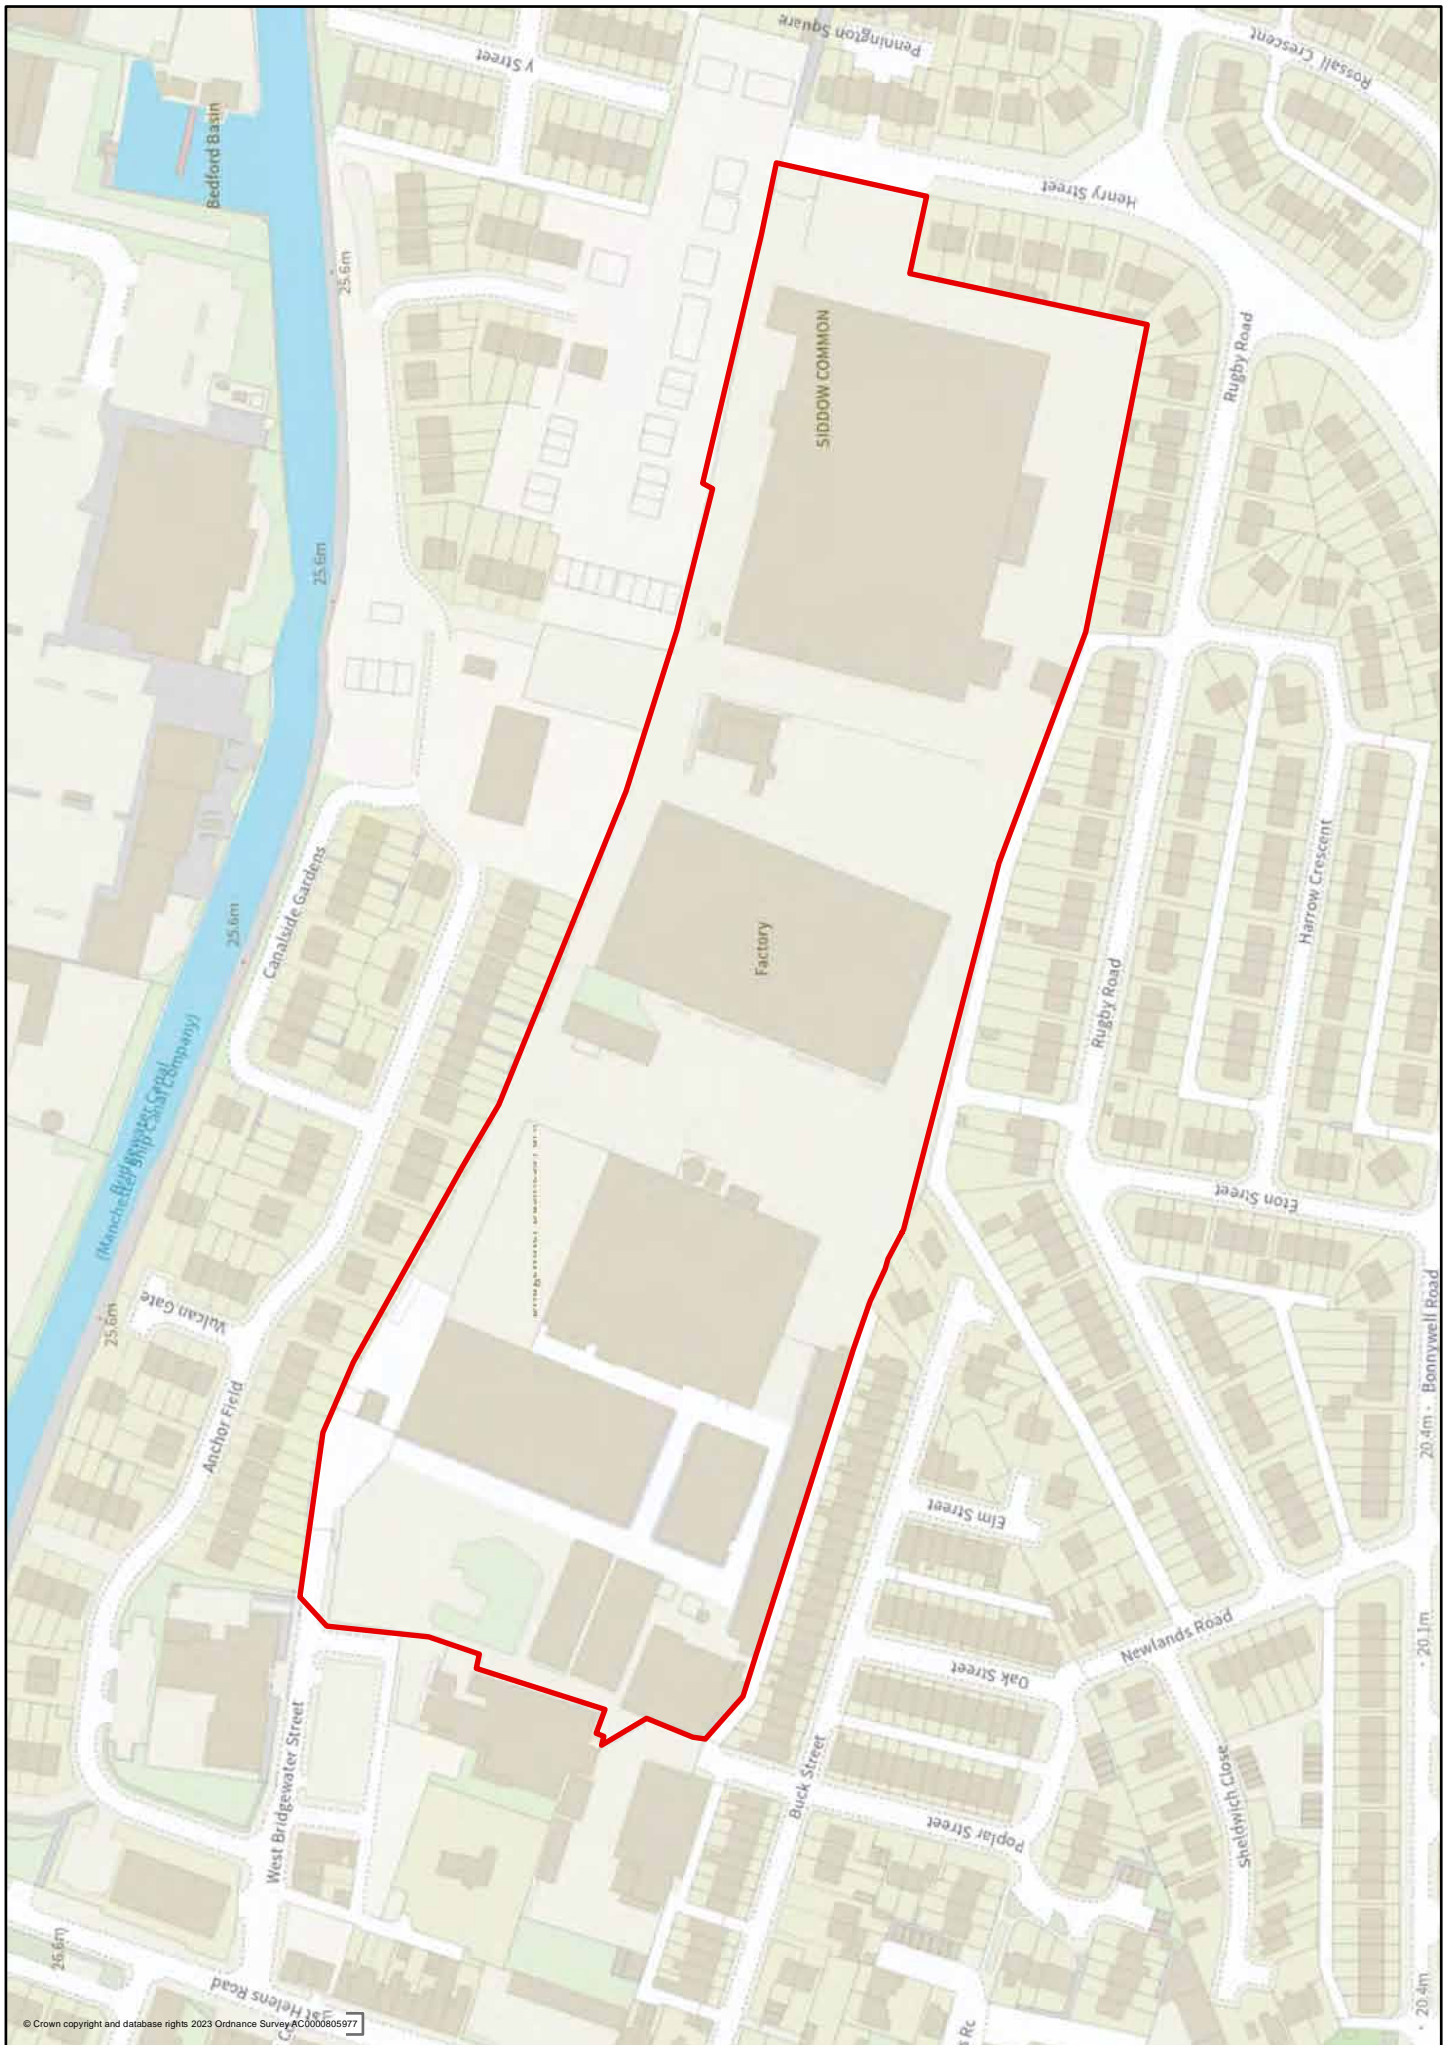 Pennington Square
y Street
Rossall Crescent
Bedford Basin
Henry Street
25.6m
SIDDOW COMMON
Rugby Road
25.6m
Canalside Gardens
Harrow Crescent
25.6m
Factory
Rugby Road
Bridgewater Canal
(Manchester Ship Canal Company)
Eton Street
Vulcan Gate
25.6m
Bonnywell Road
Anchor Field
20.4m
Elm Street
Newlands Road
20.1m
Oak Street
West Bridgewater Street
Buck Street
Sheldwich Close
Poplar Street
26.6m
St Helens Road
20.4m
© Crown copyright and database rights 2023 Ordnance Survey AC0000805977